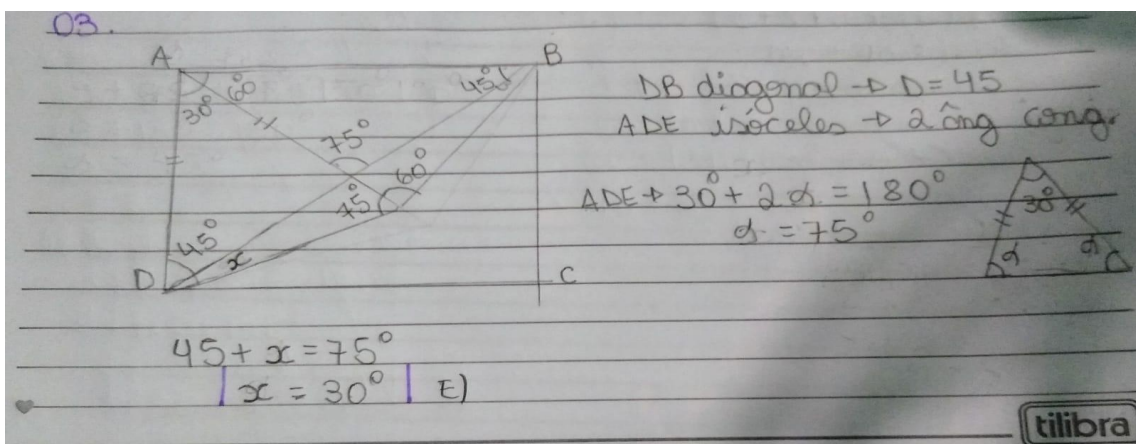 03.
A
B
60°
45°
30°
75°
60°
75°
45°
x
D
C
DB diagonal → D = 45
ADE isóceles → 2 âng cong.
ADE → 30° + 2α = 180°
α = 75°
30°
α
α
45 + x = 75°
x = 30° E)
tilibra